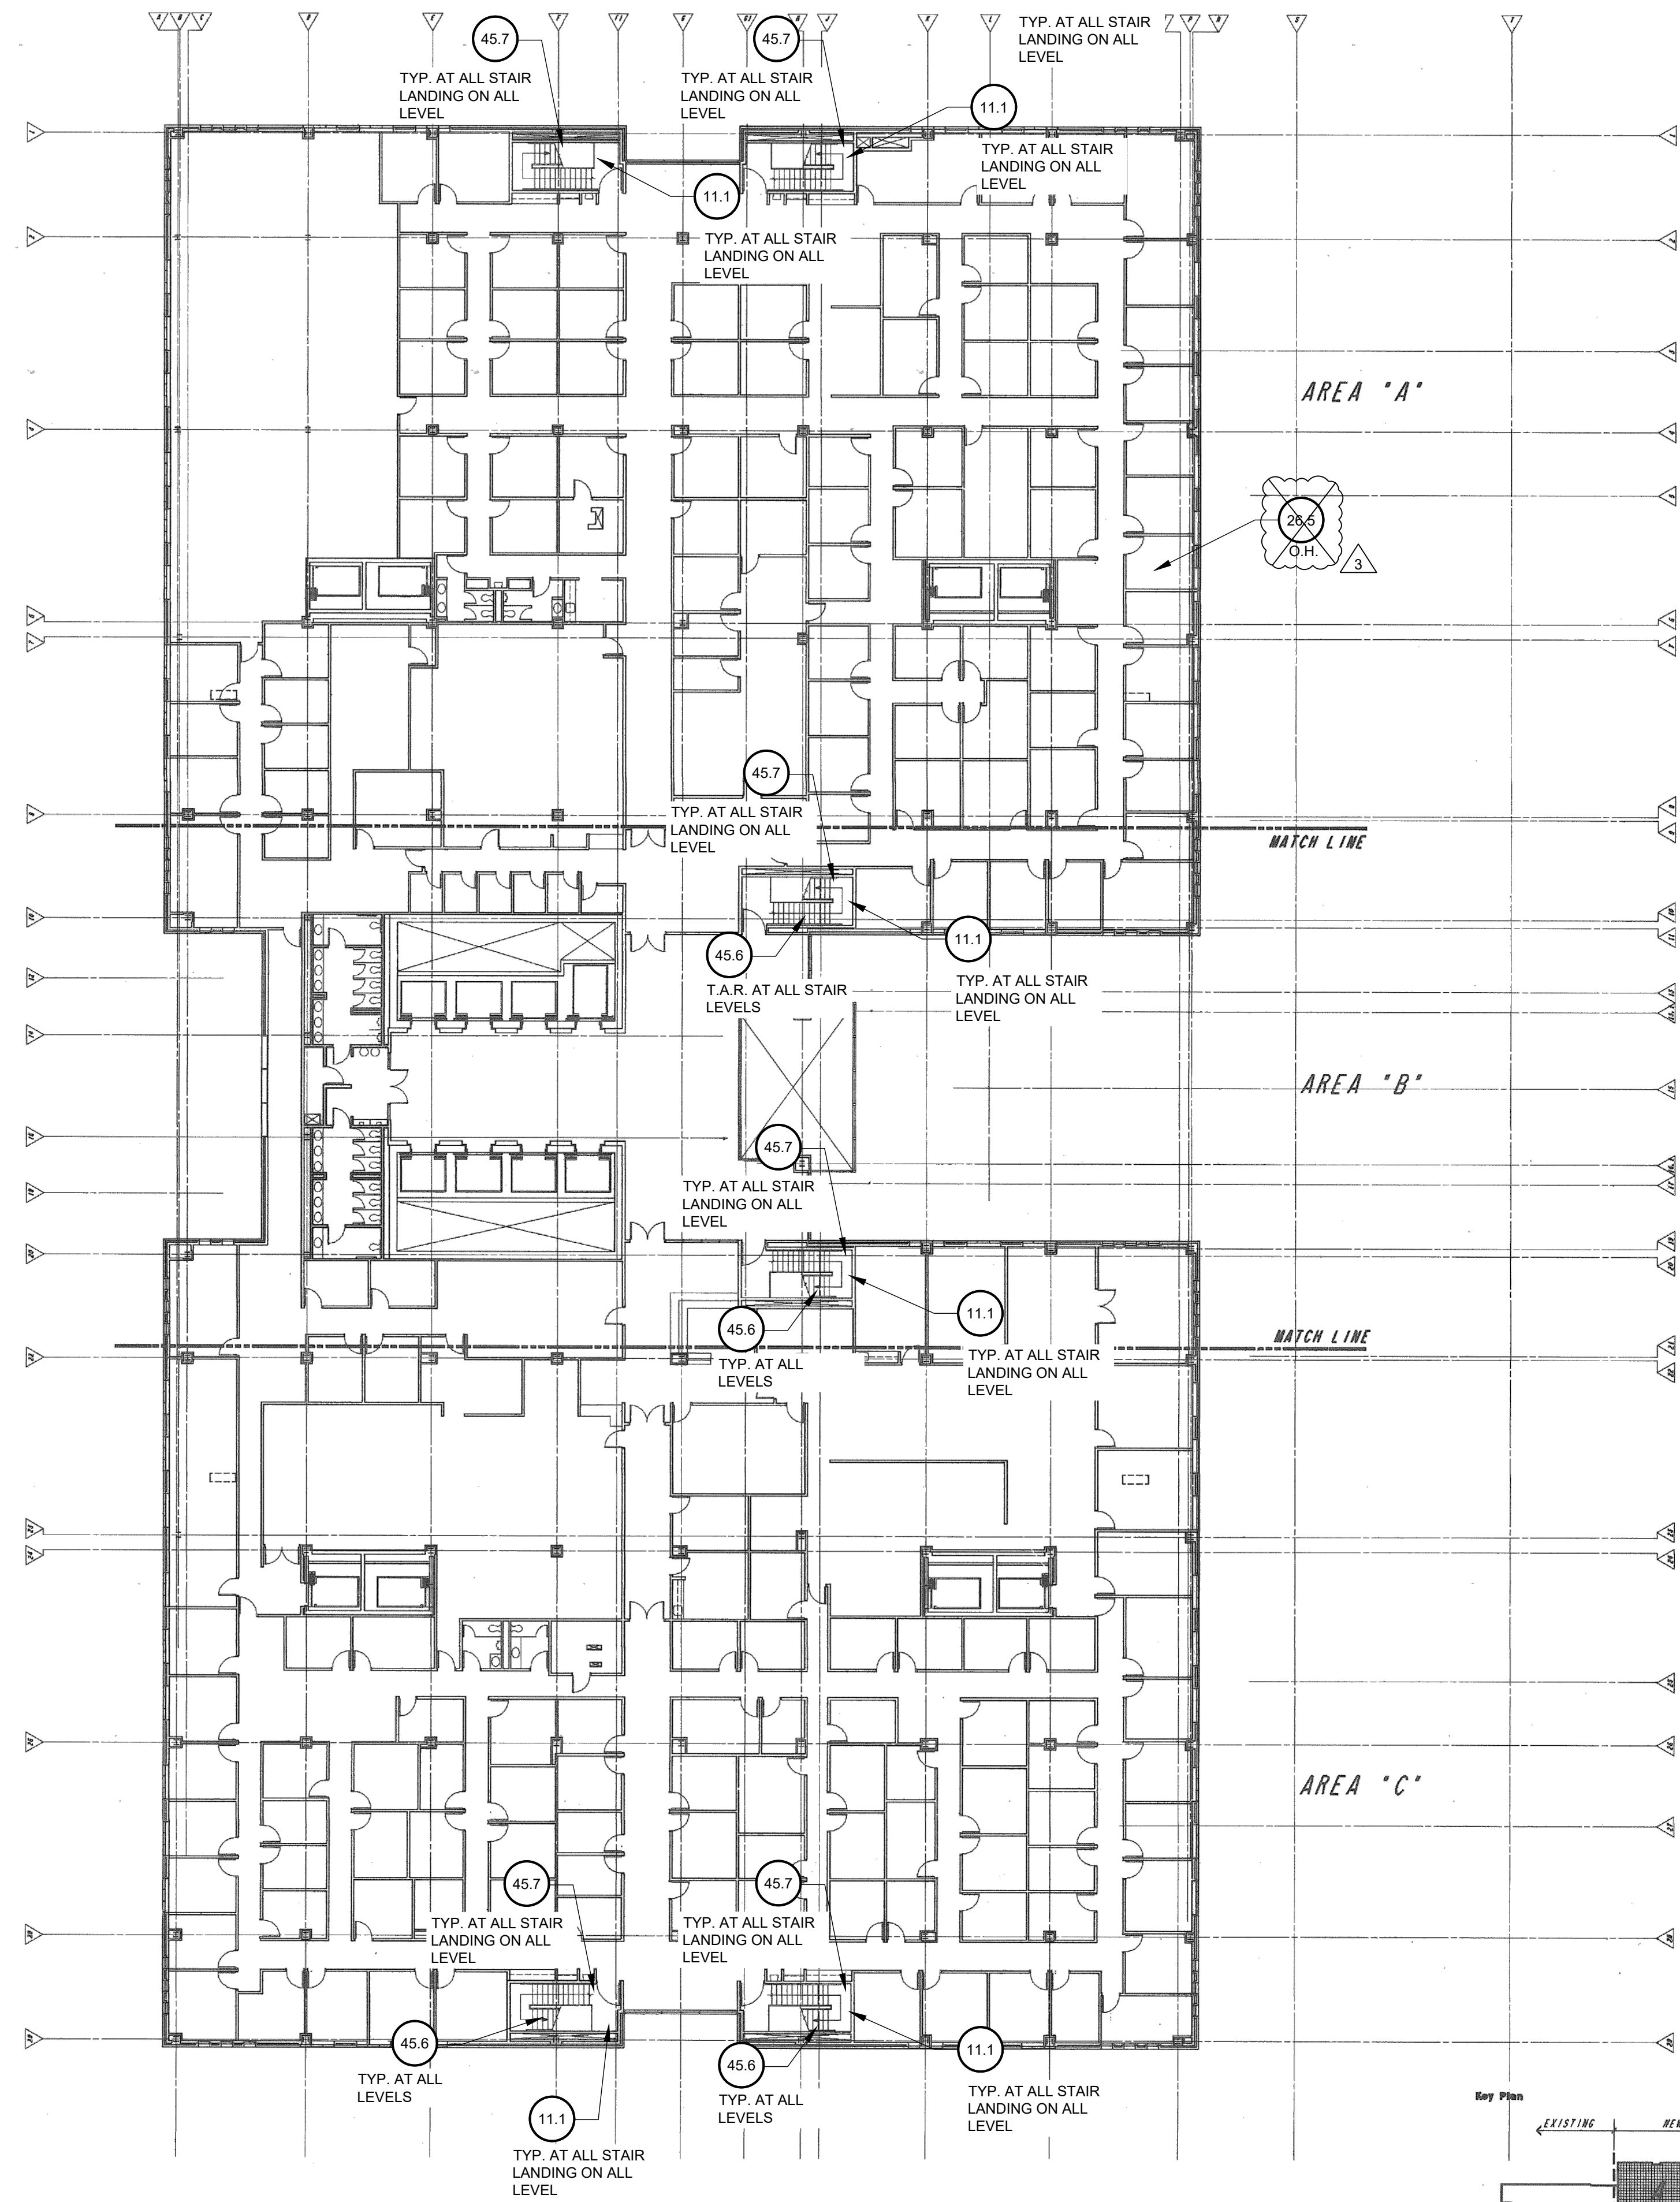 A
B
C
D
E
F
F1
G
G1
H
J
K
L
P
R
S
T
45.7
TYP. AT ALL STAIR
LANDING ON ALL
LEVEL
45.7
TYP. AT ALL STAIR
LANDING ON ALL
LEVEL
TYP. AT ALL STAIR
LANDING ON ALL
LEVEL
11.1
TYP. AT ALL STAIR
LANDING ON ALL
LEVEL
11.1
TYP. AT ALL STAIR
LANDING ON ALL
LEVEL
AREA "A"
26.5
O.H.
3
45.7
TYP. AT ALL STAIR
LANDING ON ALL
LEVEL
MATCH LINE
45.6
T.A.R. AT ALL STAIR
LEVELS
11.1
TYP. AT ALL STAIR
LANDING ON ALL
LEVEL
AREA "B"
45.7
TYP. AT ALL STAIR
LANDING ON ALL
LEVEL
11.1
TYP. AT ALL STAIR
LANDING ON ALL
LEVEL
45.6
TYP. AT ALL
LEVELS
MATCH LINE
AREA "C"
45.7
TYP. AT ALL STAIR
LANDING ON ALL
LEVEL
45.7
TYP. AT ALL STAIR
LANDING ON ALL
LEVEL
45.6
TYP. AT ALL
LEVELS
45.6
TYP. AT ALL
LEVELS
11.1
TYP. AT ALL STAIR
LANDING ON ALL
LEVEL
11.1
TYP. AT ALL STAIR
LANDING ON ALL
LEVEL
Key Plan
EXISTING